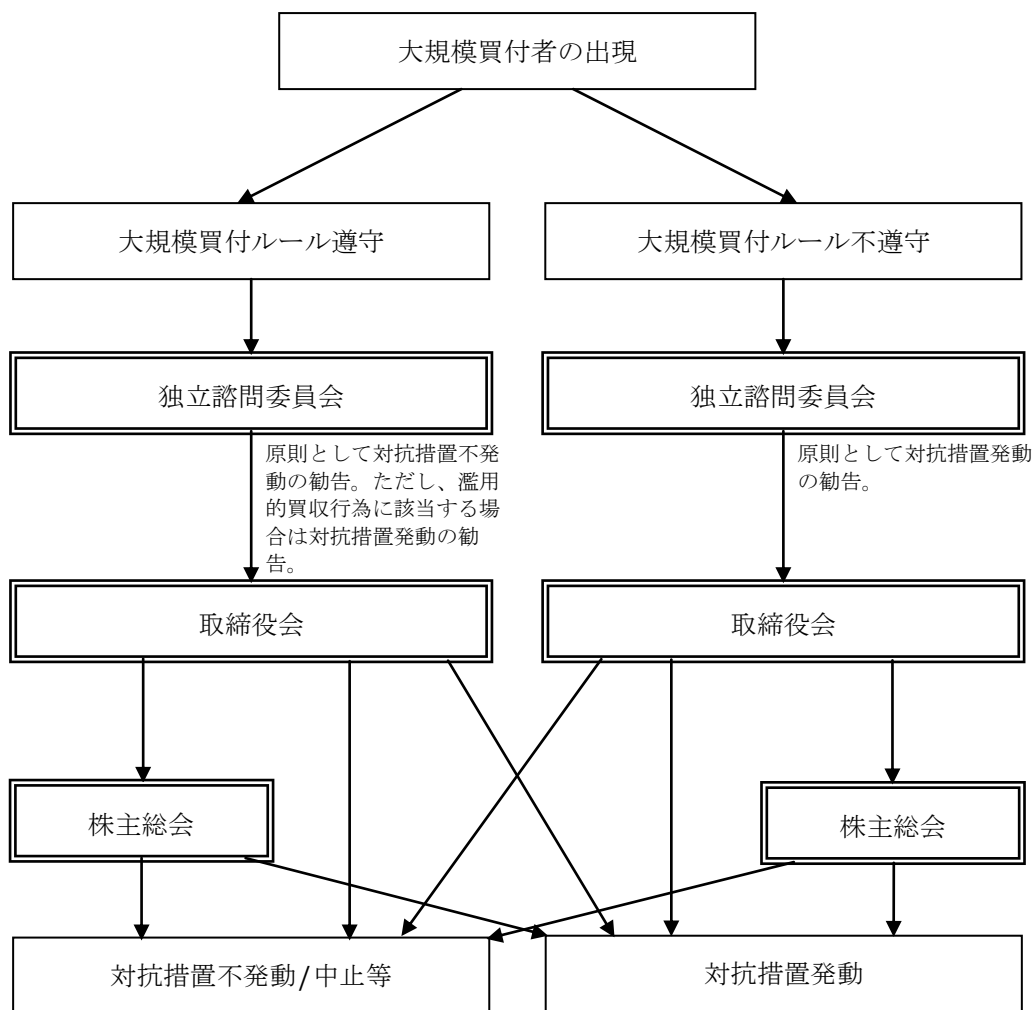 大規模買付者の出現
大規模買付ルール遵守
大規模買付ルール不遵守
独立諮問委員会
独立諮問委員会
原則として対抗措置不発
動の勧告。ただし、濫用
的買収行為に該当する場
合は対抗措置発動の勧
告。
原則として対抗措置発動
の勧告。
取締役会
取締役会
株主総会
株主総会
対抗措置不発動/中止等
対抗措置発動